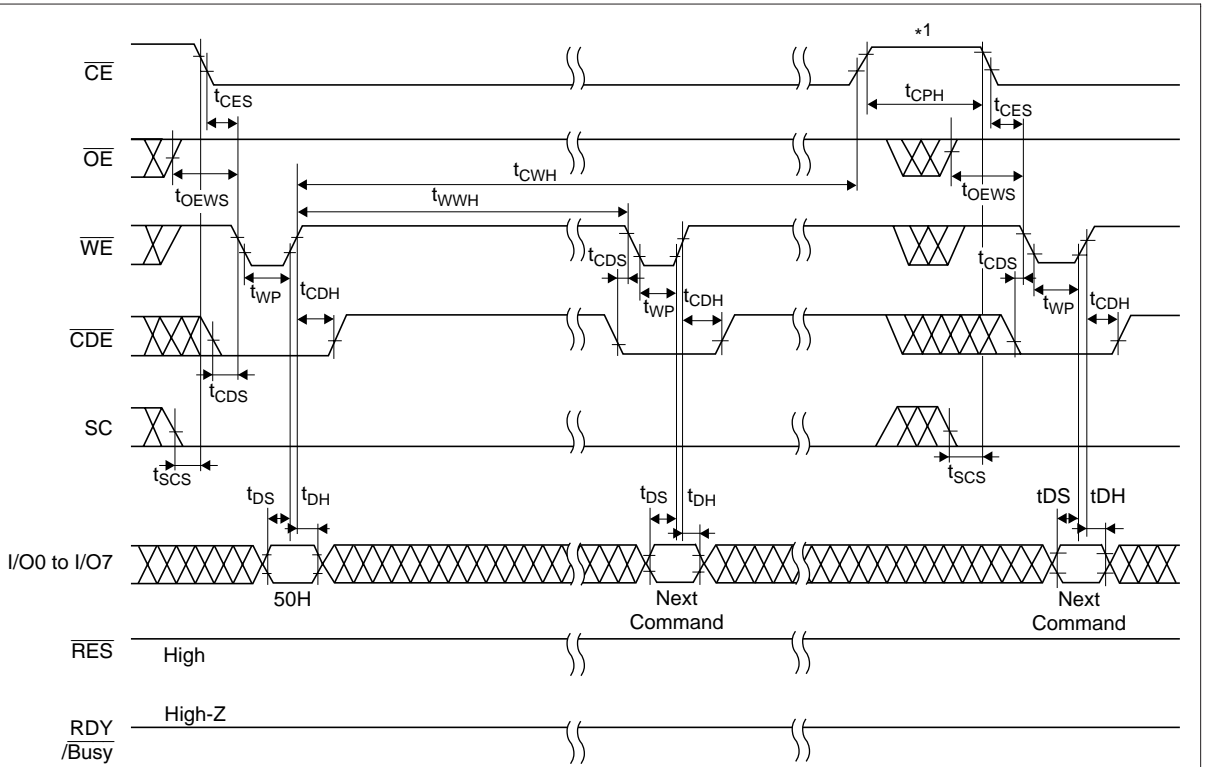 *1
CE
tCPH
tCES
tCES
OE
tCWH
tOEWS
tWWH
tOEWS
WE
tCDS
tCDS
tWP
tCDH
tWP
tCDH
tWP
tCDH
CDE
tCDS
SC
tSCS
tSCS
tDS
tDH
tDS
tDH
tDS
tDH
I/O0 to I/O7
50H
Next
Command
Next
Command
RES
High
High-Z
RDY
/Busy